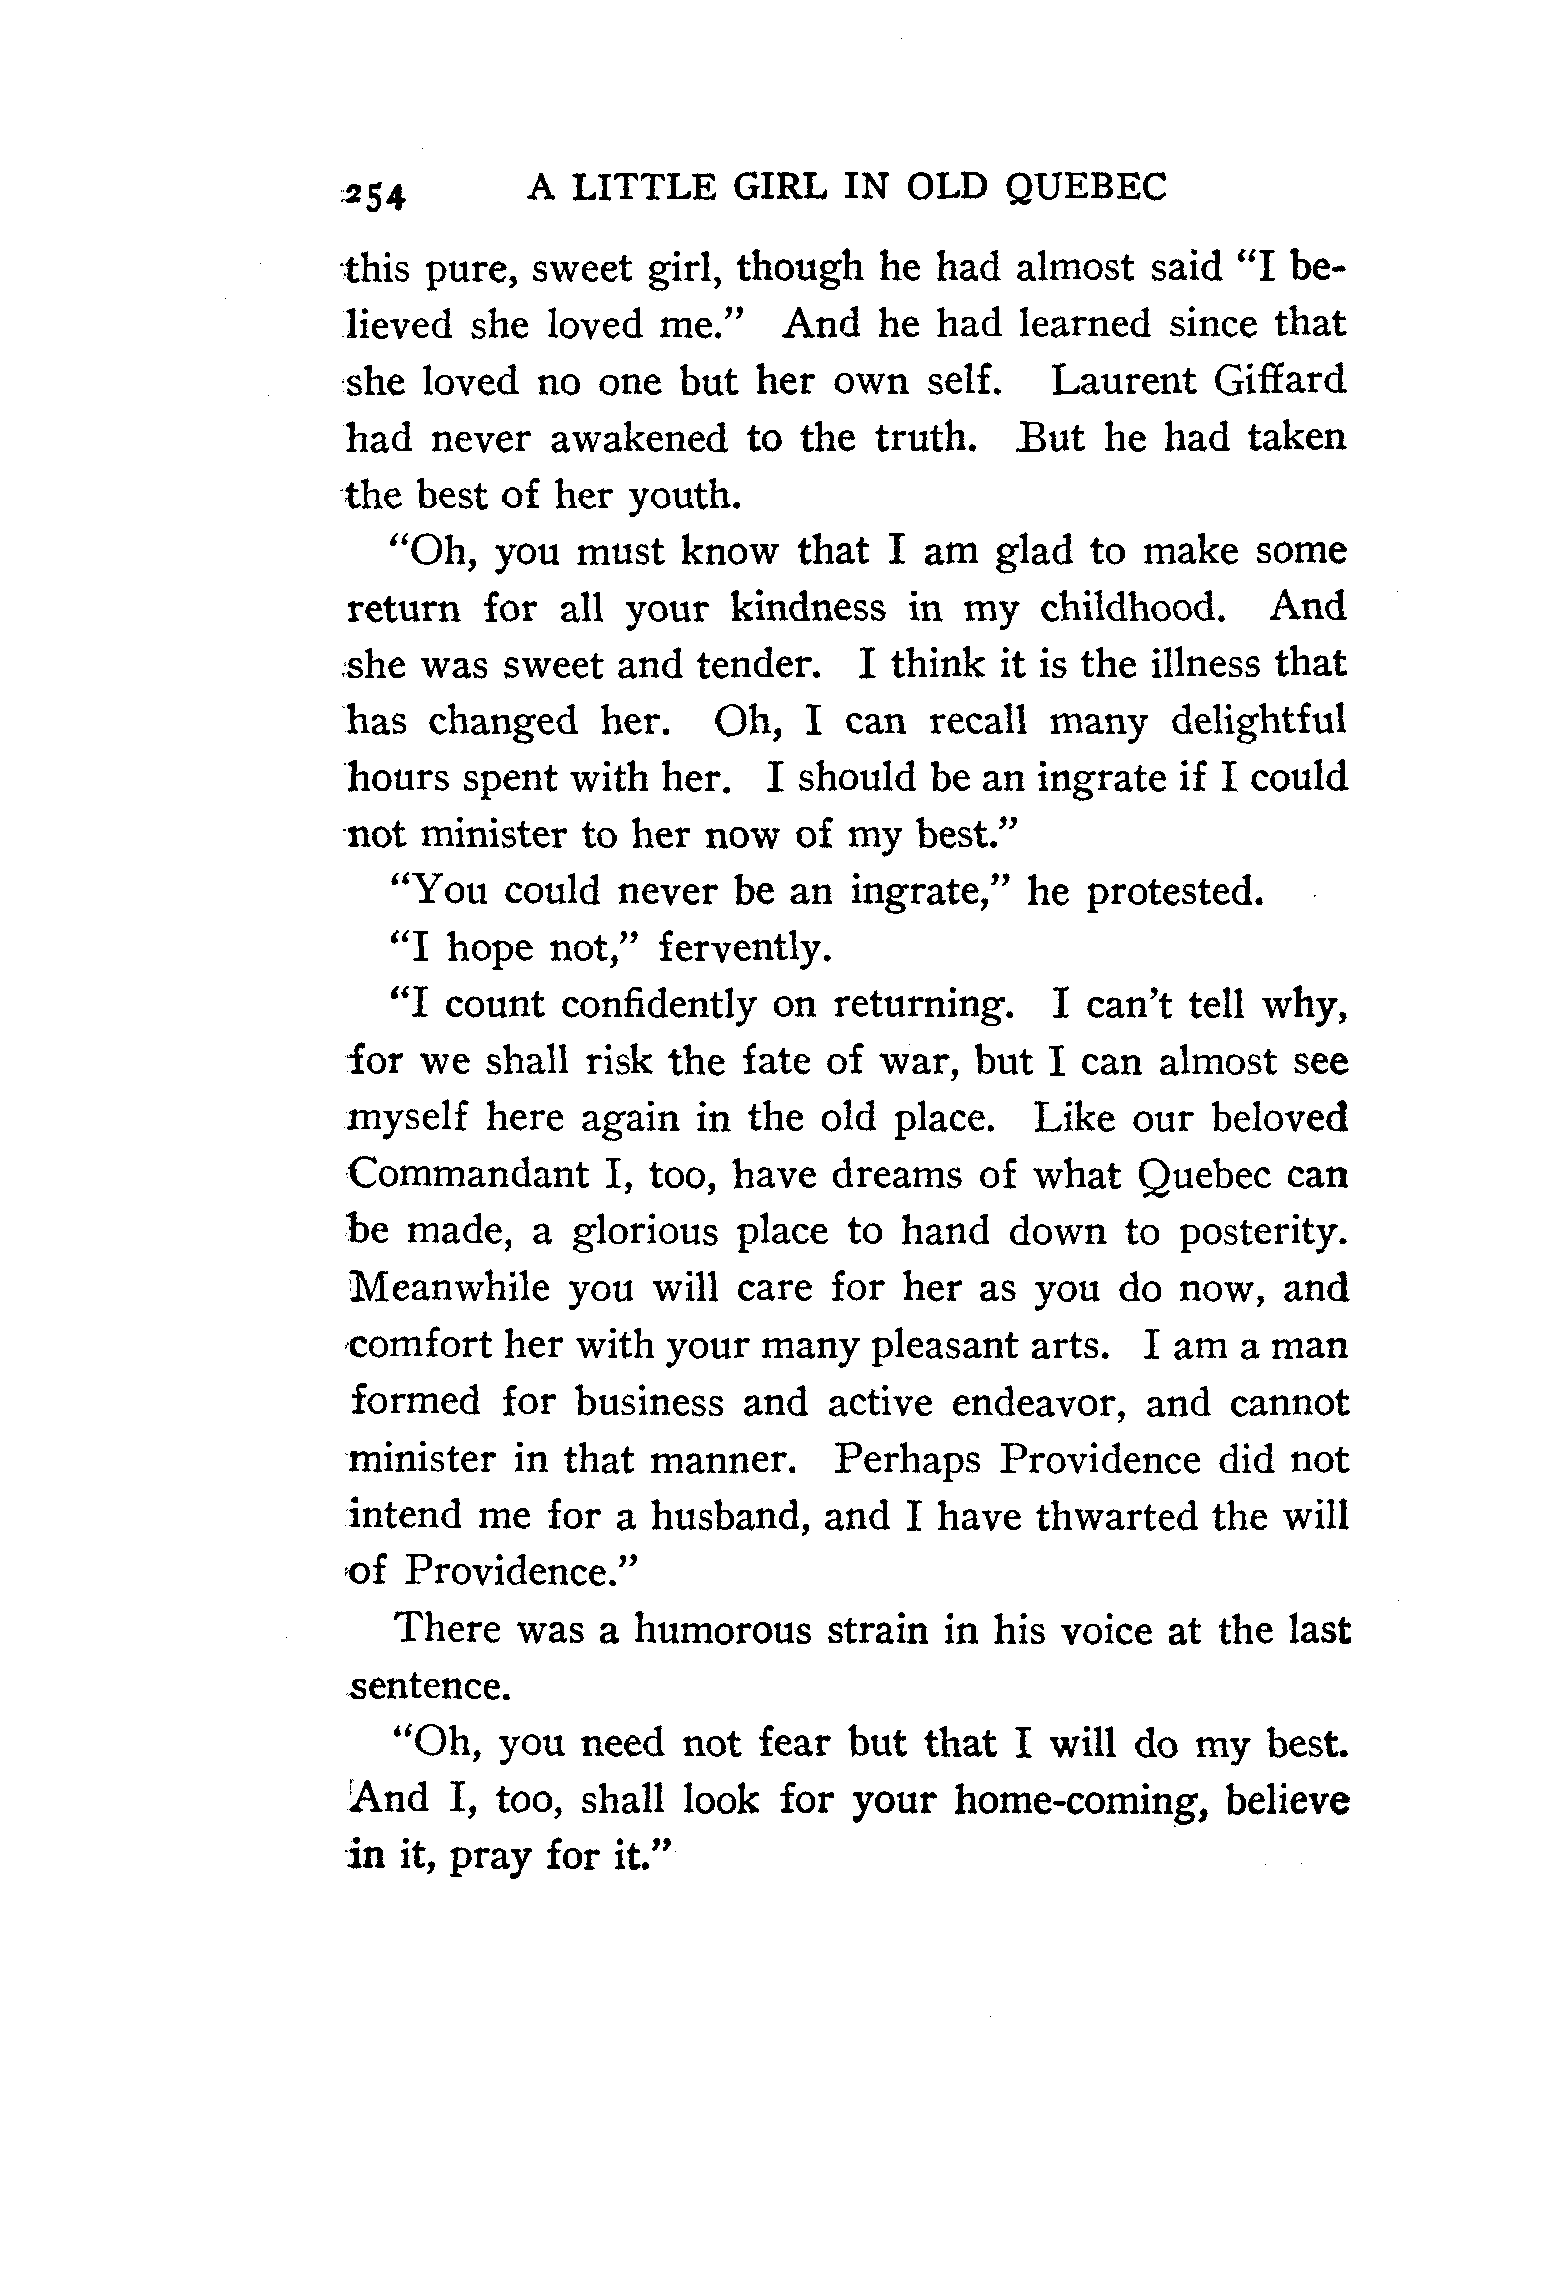 254 A LITTLE GIRL IN OLD QUEBEC
this pure, sweet girl, though he had almost said "I be-
lieved she loved me." And he had learned since that
she loved no one but her own self. Laurent Giffard
had never awakened to the truth. But he had taken
the best of her youth.
"Oh, you must know that I am glad to make some
return for all your kindness in my childhood. And
she was sweet and tender. I think it is the illness that
has changed her. Oh, I can recall many delightful
hours spent with her. I should be an ingrate if I could
not minister to her now of my best."
"You could never be an ingrate," he protested.
"I hope not," fervently.
"I count confidently on returning. I can't tell why,
for we shall risk the fate of war, but I can almost see
myself here again in the old place. Like our beloved
Commandant I, too, have dreams of what Quebec can
be made, a glorious place to hand down to posterity.
Meanwhile you will care for her as you do now, and
comfort her with your many pleasant arts. I am a man
formed for business and active endeavor, and cannot
minister in that manner. Perhaps Providence did not
intend me for a husband, and I have thwarted the will
of Providence."
There was a humorous strain in his voice at the last
sentence.
"Oh, you need not fear but that I will do my best.
And I, too, shall look for your home-coming, believe
in it, pray for it."